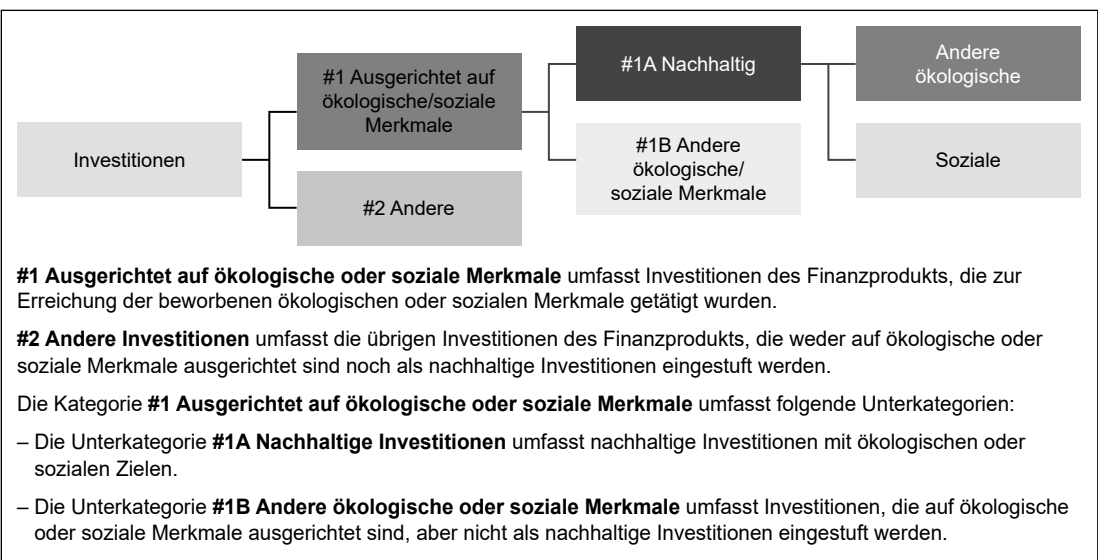 Investitionen
#1 Ausgerichtet auf
ökologische/soziale
Merkmale
#2 Andere
#1A Nachhaltig
#1B Andere
ökologische/
soziale Merkmale
Andere
ökologische
Soziale
#1 Ausgerichtet auf ökologische oder soziale Merkmale umfasst Investitionen des Finanzprodukts, die zur
Erreichung der beworbenen ökologischen oder sozialen Merkmale getätigt wurden.
#2 Andere Investitionen umfasst die übrigen Investitionen des Finanzprodukts, die weder auf ökologische oder
soziale Merkmale ausgerichtet sind noch als nachhaltige Investitionen eingestuft werden.
Die Kategorie #1 Ausgerichtet auf ökologische oder soziale Merkmale umfasst folgende Unterkategorien:
– Die Unterkategorie #1A Nachhaltige Investitionen umfasst nachhaltige Investitionen mit ökologischen oder
sozialen Zielen.
– Die Unterkategorie #1B Andere ökologische oder soziale Merkmale umfasst Investitionen, die auf ökologische
oder soziale Merkmale ausgerichtet sind, aber nicht als nachhaltige Investitionen eingestuft werden.